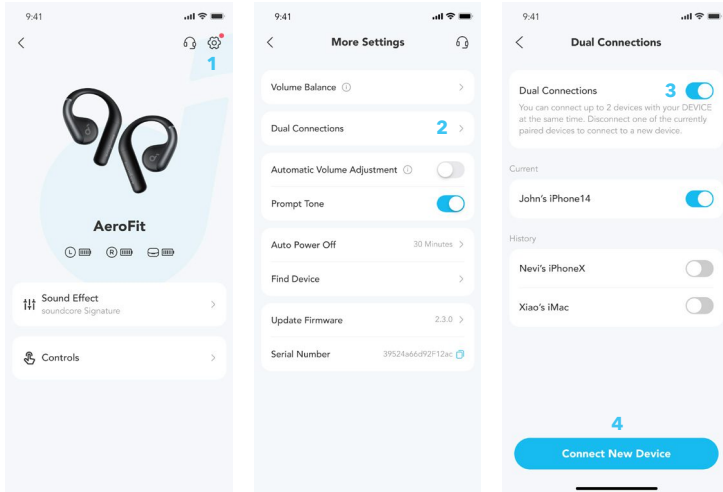 9:41
1
AeroFit
L
R
Sound Effect
soundcore Signature
Controls
9:41
More Settings
Volume Balance
Dual Connections 2
Automatic Volume Adjustment
Prompt Tone
Auto Power Off 30 Minutes
Find Device
Update Firmware 2.3.0
Serial Number 39524a66d92F12ac
9:41
Dual Connections
Dual Connections 3
You can connect up to 2 devices with your DEVICE
at the same time. Disconnect one of the currently
paired devices to connect to a new device.
Current
John's iPhone14
History
Nevi's iPhoneX
Xiao's iMac
4
Connect New Device